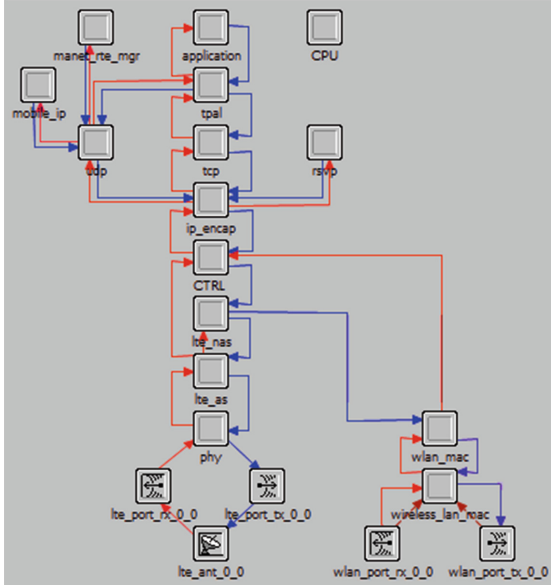 manet_rte_mgr
application
CPU
mobile_ip
tpal
udp
tcp
rsvp
ip_encap
CTRL
lte_nas
lte_as
phy
wlan_mac
lte_port_rx_0_0
lte_port_tx_0_0
wireless_lan_mac
lte_ant_0_0
wlan_port_rx_0_0
wlan_port_tx_0_0